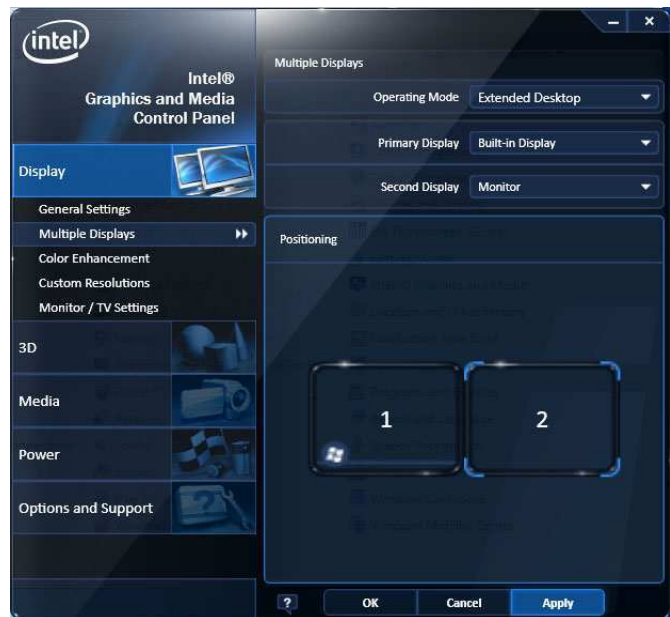 intel
Intel®
Graphics and Media
Control Panel
Display
General Settings
Multiple Displays
Color Enhancement
Custom Resolutions
Monitor / TV Settings
3D
Media
Power
Options and Support
Multiple Displays
Operating Mode Extended Desktop
Primary Display Built-in Display
Second Display Monitor
Positioning
1 2
? OK Cancel Apply